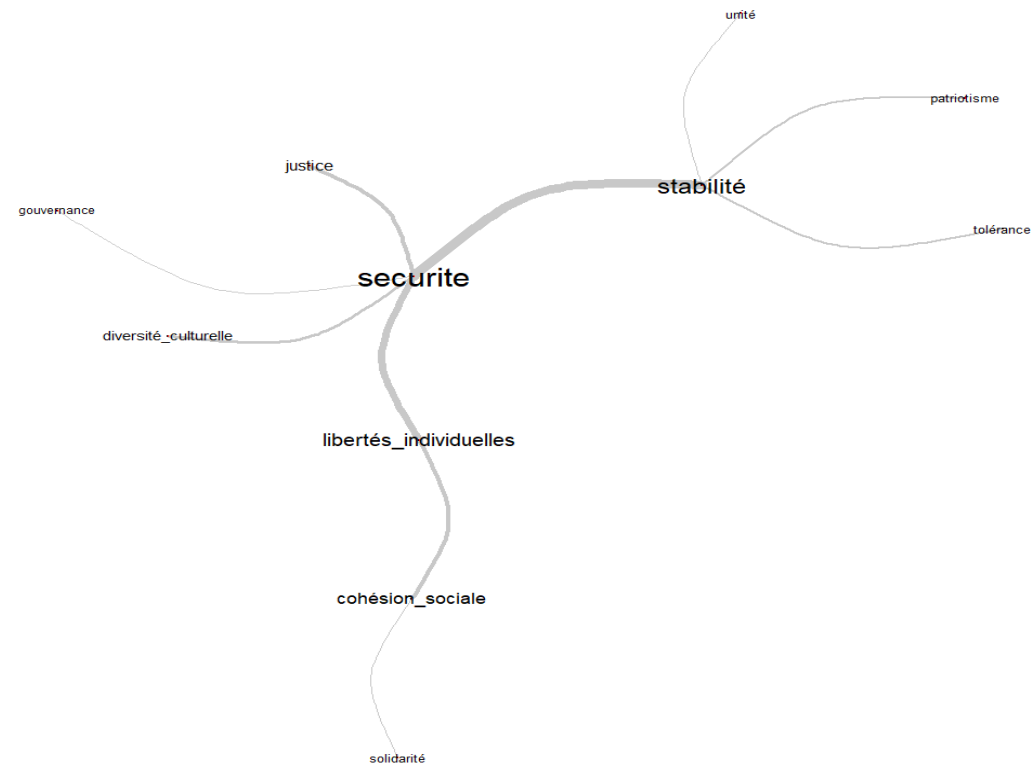 unité
patriotisme
justice
stabilité
gouvernance
tolérance
securite
diversité_culturelle
libertés_individuelles
cohésion_sociale
solidarité